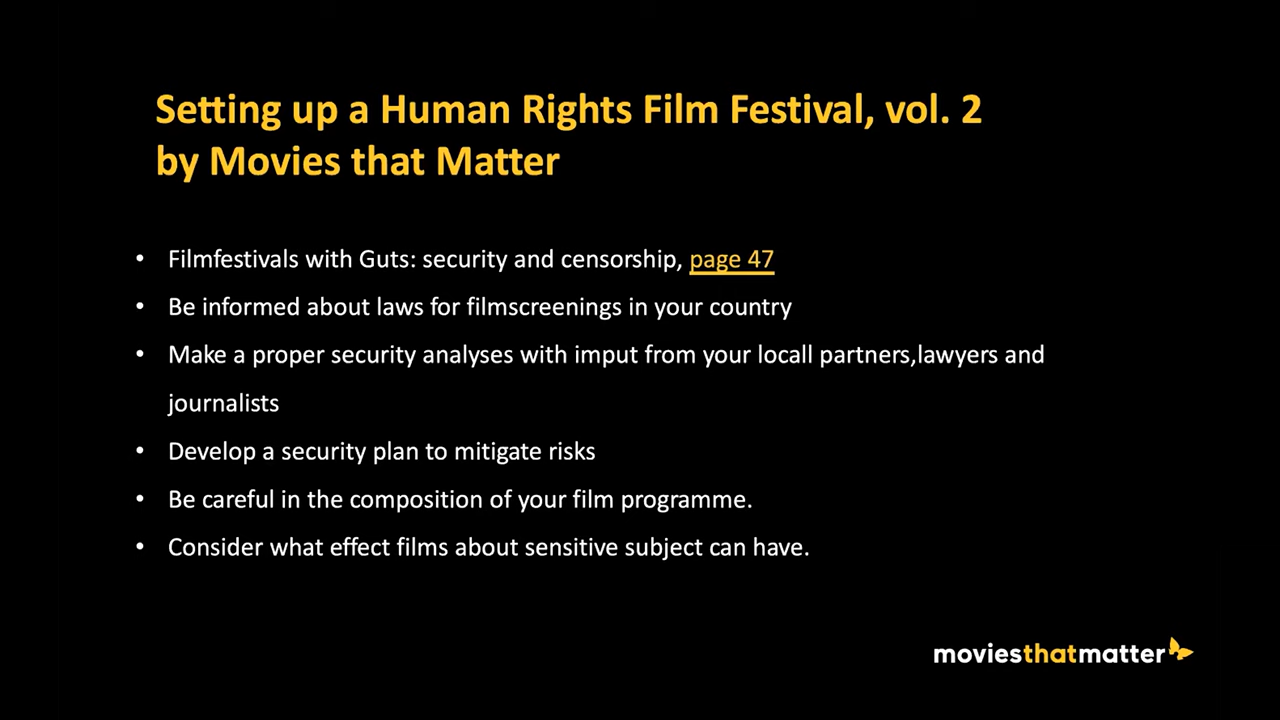 Setting up a Human Rights Film Festival, vol. 2
by Movies that Matter
• Filmfestivals with Guts: security and censorship, page 47
• Be informed about laws for filmscreenings in your country
• Make a proper security analyses with imput from your locall partners,lawyers and
journalists
• Develop a security plan to mitigate risks
• Be careful in the composition of your film programme.
• Consider what effect films about sensitive subject can have.
moviesthatmatter